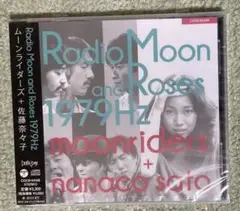 Radio Moon and Roses 1979Hz
ムーンライダーズ+佐藤奈々子
STEREO
Radio Moon
and Roses
1979Hz
moonriders
+
nanaco sato